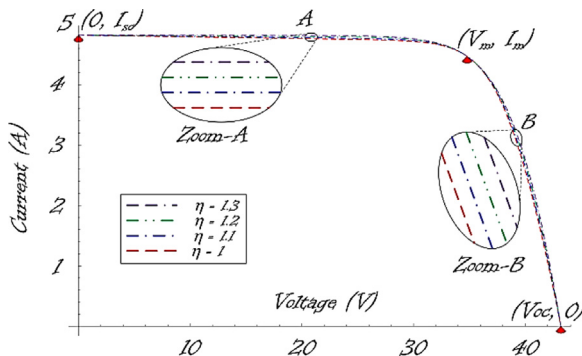 5 (0, Isc)
A
(Vm, Im)
4
Zoom-A
B
3
Current (A)
2
η = 1.3
η = 1.2
η = 1.1
η = 1
Zoom-B
1
Voltage (V)
(Voc, 0)
10 20 30 40